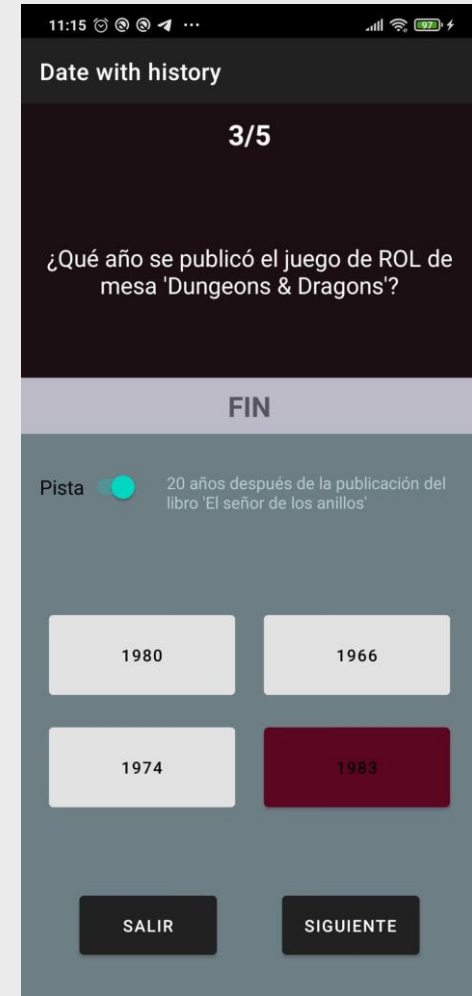 11:15
97
Date with history
3/5
¿Qué año se publicó el juego de ROL de
mesa 'Dungeons & Dragons'?
FIN
Pista
20 años después de la publicación del
libro 'El señor de los anillos'
1980
1966
1974
1983
SALIR
SIGUIENTE